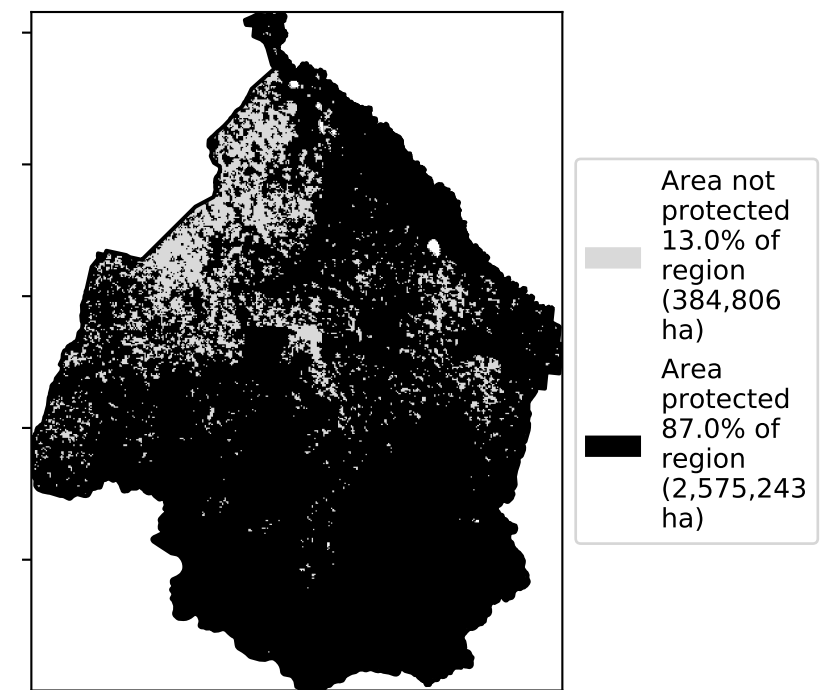 Area not
protected
13.0% of
region
(384,806
ha)
Area
protected
87.0% of
region
(2,575,243
ha)